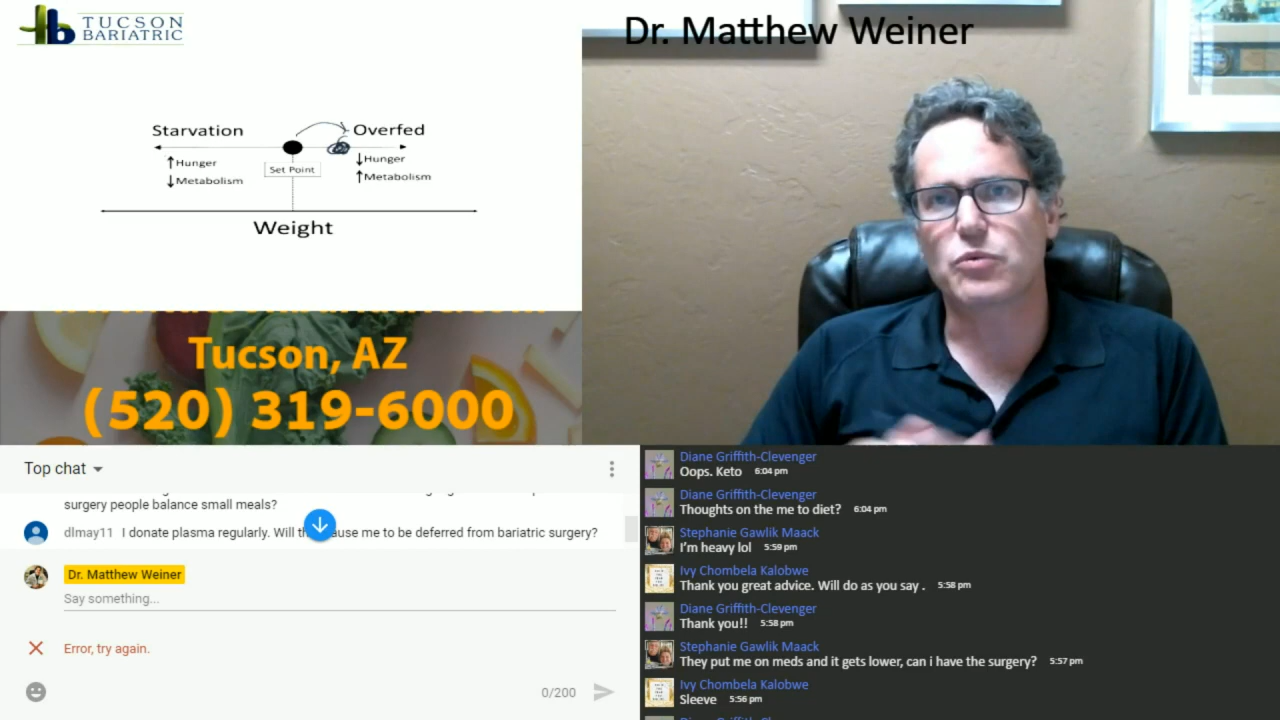 TUCSON
BARIATRIC
Dr. Matthew Weiner
Starvation
Overfed
Hunger
Metabolism
Set Point
Hunger
Metabolism
Weight
Tucson, AZ
(520) 319-6000
Top chat
surgery people balance small meals?
dlmay11 I donate plasma regularly. Will cause me to be deferred from bariatric surgery?
Dr. Matthew Weiner
Say something...
Error, try again.
0/200
Diane Griffith-Clevenger
Oops. Keto 6:04 pm
Diane Griffith-Clevenger
Thoughts on the me to diet? 6:04 pm
Stephanie Gawlik Maack
I'm heavy lol 5:59 pm
Ivy Chombela Kalobwe
Thank you great advice. Will do as you say . 5:58 pm
Diane Griffith-Clevenger
Thank you!! 5:58 pm
Stephanie Gawlik Maack
They put me on meds and it gets lower, can i have the surgery? 5:57 pm
Ivy Chombela Kalobwe
Sleeve 5:56 pm